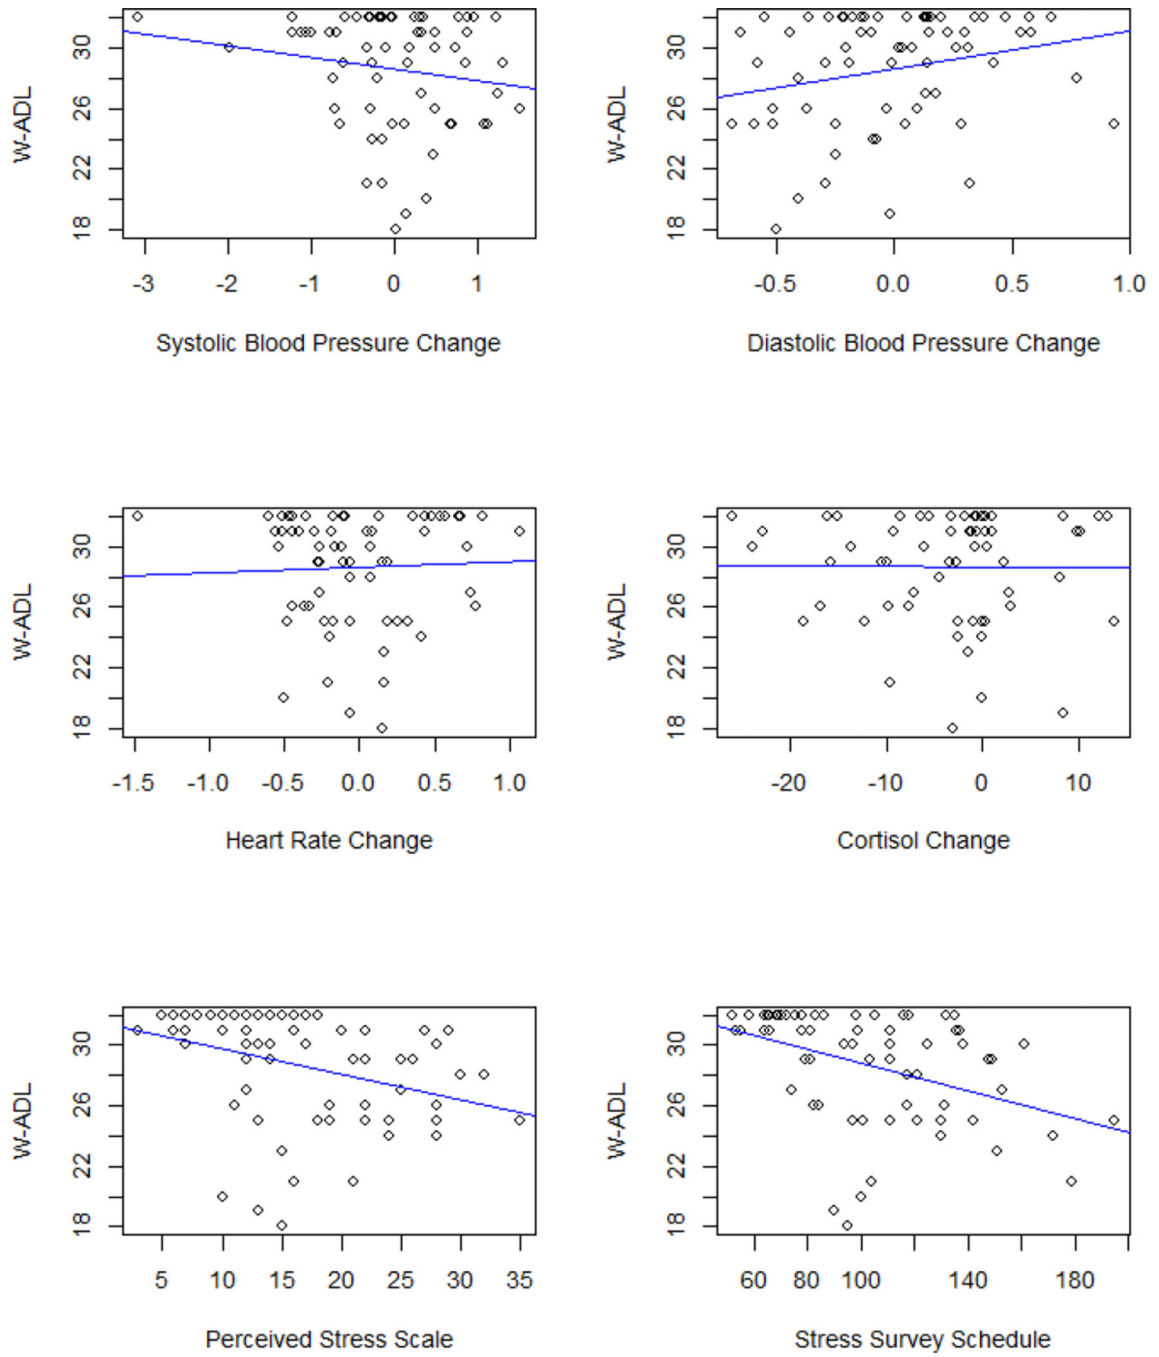 W-ADL
18 22 26 30
-3 -2 -1 0 1
Systolic Blood Pressure Change
W-ADL
18 22 26 30
-0.5 0.0 0.5 1.0
Diastolic Blood Pressure Change
W-ADL
18 22 26 30
-1.5 -1.0 -0.5 0.0 0.5 1.0
Heart Rate Change
W-ADL
18 22 26 30
-20 -10 0 10
Cortisol Change
W-ADL
18 22 26 30
5 10 15 20 25 30 35
Perceived Stress Scale
W-ADL
18 22 26 30
60 80 100 140 180
Stress Survey Schedule